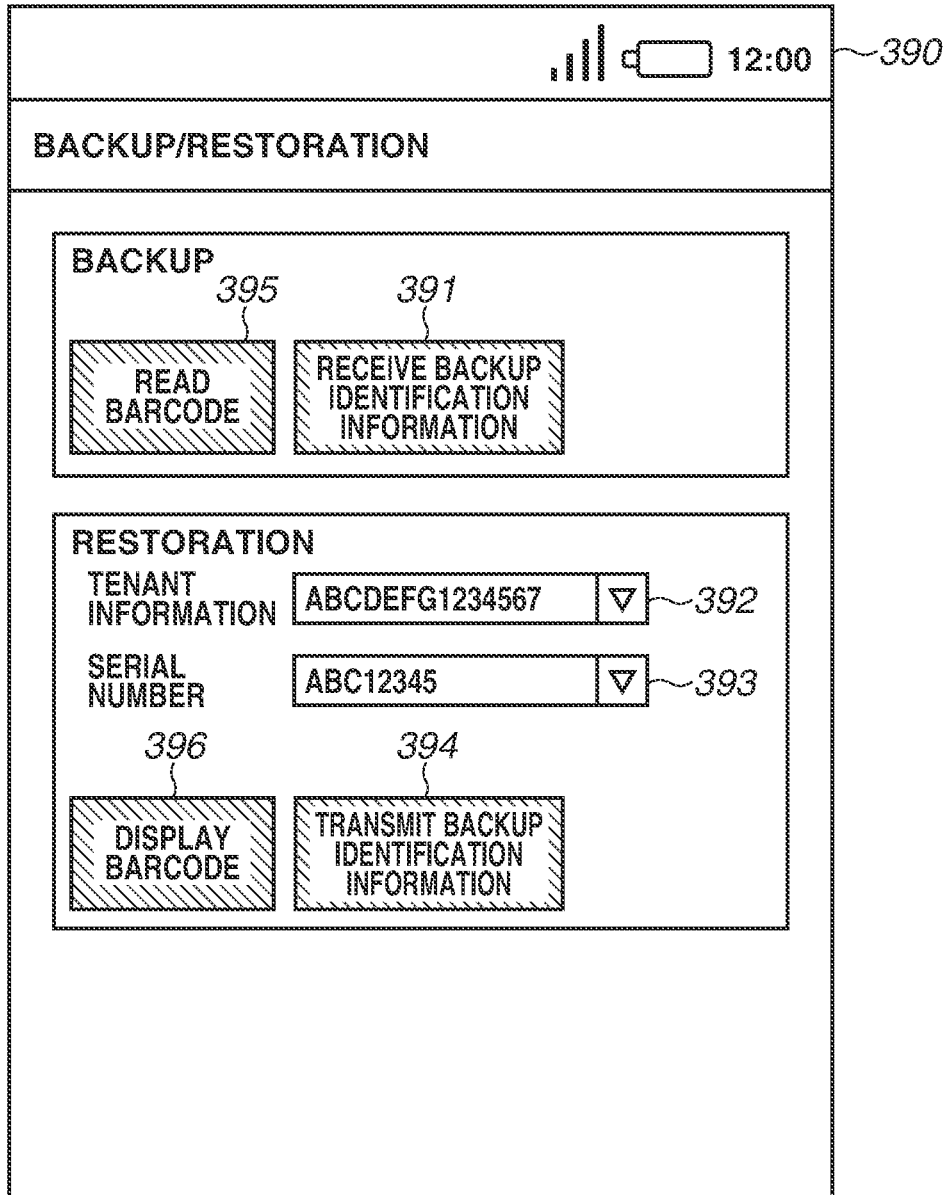 12:00
390
BACKUP/RESTORATION
BACKUP
395
391
READ
BARCODE
RECEIVE BACKUP
IDENTIFICATION
INFORMATION
RESTORATION
TENANT
INFORMATION
ABCDEFG1234567
392
SERIAL
NUMBER
ABC12345
393
396
394
DISPLAY
BARCODE
TRANSMIT BACKUP
IDENTIFICATION
INFORMATION